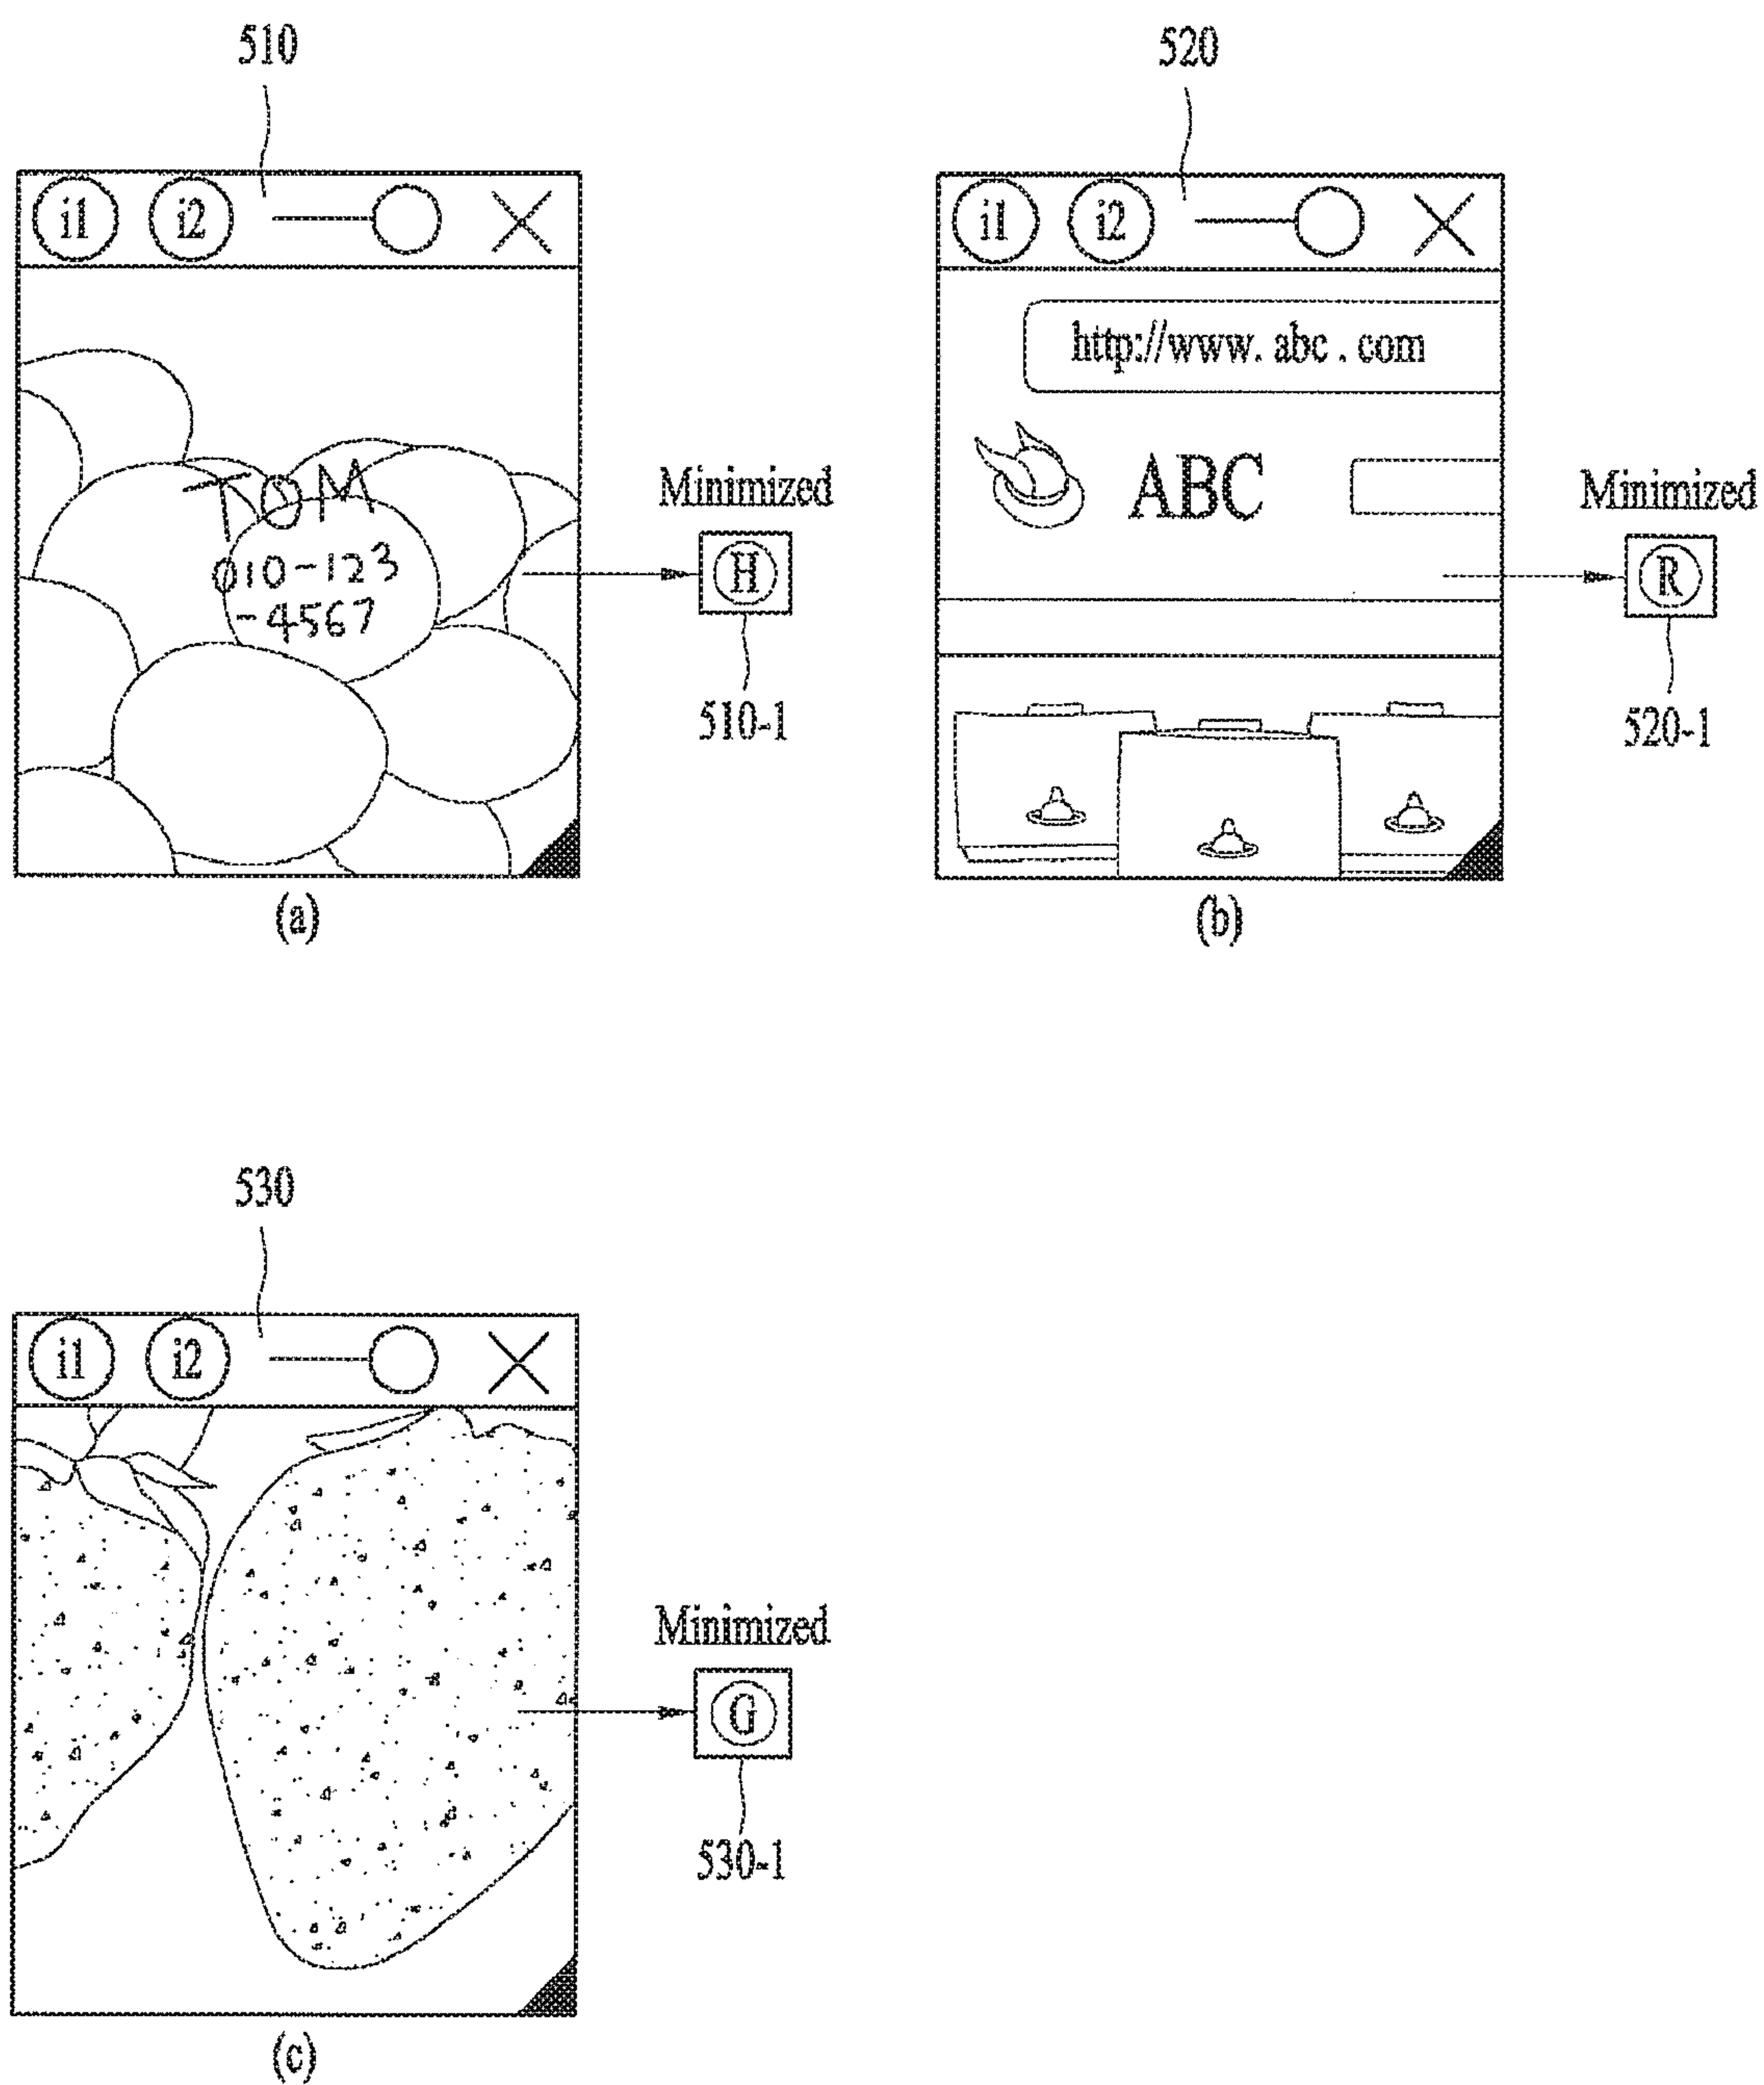 510
i1 i2
TOM
010-123
-4567
Minimized
H
510-1
(a)
520
i1 i2
http://www. abc . com
ABC
Minimized
R
520-1
(b)
530
i1 i2
Minimized
G
530-1
(c)